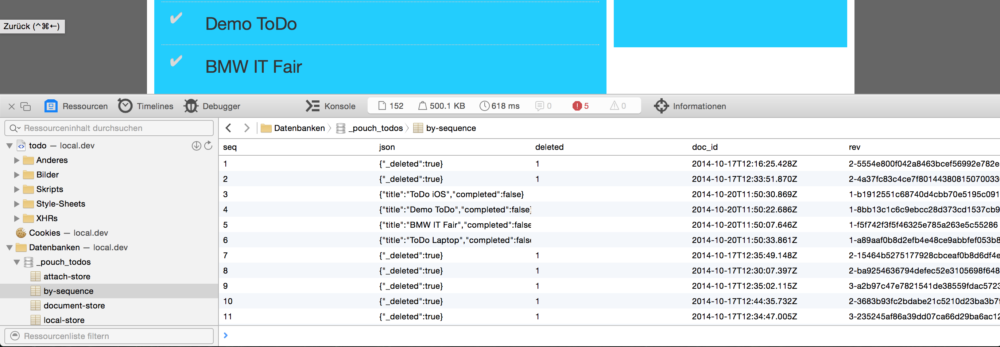 ✔ Demo ToDo
Zurück (^⌘←)
✔ BMW IT Fair
Ressourcen Timelines Debugger Konsole 152 500.1 KB 618 ms 0 5 0 Informationen
Ressourceninhalt durchsuchen
todo — local.dev
Anderes
Bilder
Skripts
Style-Sheets
XHRs
Cookies — local.dev
Datenbanken — local.dev
_pouch_todos
attach-store
by-sequence
document-store
local-store
Ressourcenliste filtern
Datenbanken _pouch_todos by-sequence
seq json deleted doc_id rev
1 {"_deleted":true} 1 2014-10-17T12:16:25.428Z 2-5554e800f042a8463bcef56992e782e
2 {"_deleted":true} 1 2014-10-17T12:33:51.870Z 2-4a37fc83c4ce7f80144380815070033
3 {"title":"ToDo iOS","completed":false} 2014-10-20T11:50:30.869Z 1-b1912551c68740d4cbb70e5195c091
4 {"title":"Demo ToDo","completed":false} 2014-10-20T11:50:22.686Z 1-8bb13c1c6c9ebcc28d373cd1537cb9
5 {"title":"BMW IT Fair","completed":false 2014-10-20T11:50:07.646Z 1-f5f742f3f5f46325e785a263e5c55286
6 {"title":"ToDo Laptop","completed":fals 2014-10-20T11:50:33.861Z 1-a89aaf0b8d2efb4e48ce9abbfef053b8
7 {"_deleted":true} 1 2014-10-17T12:35:49.148Z 2-15464b5275177928cbceaf0b8d6df4e
8 {"_deleted":true} 1 2014-10-17T12:30:07.397Z 2-ba9254636794defec52e3105698f648
9 {"_deleted":true} 1 2014-10-17T12:35:02.115Z 3-a2b97c47e7821541de38559fdac5723
10 {"_deleted":true} 1 2014-10-17T12:44:35.732Z 2-3683b93fc2bdabe21c5210d23ba3b7
11 {"_deleted":true} 1 2014-10-17T12:34:47.005Z 3-235245af86a39dd07ca66d29ba6ac12